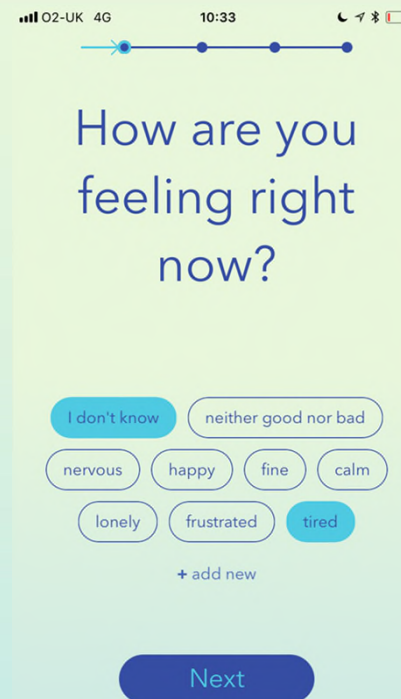 O2-UK 4G 10:33
How are you
feeling right
now?
I don't know neither good nor bad
nervous happy fine calm
lonely frustrated tired
+ add new
Next